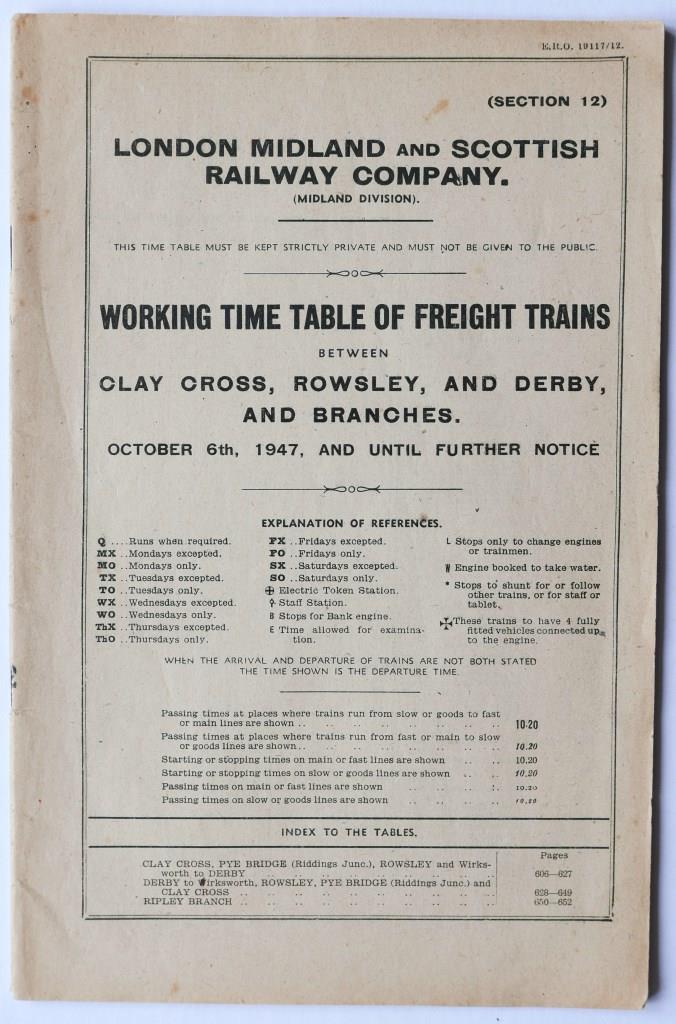 E.R.O. 19117/12.
(SECTION 12)
LONDON MIDLAND AND SCOTTISH
RAILWAY COMPANY.
(MIDLAND DIVISION).
THIS TIME TABLE MUST BE KEPT STRICTLY PRIVATE AND MUST NOT BE GIVEN TO THE PUBLIC.
WORKING TIME TABLE OF FREIGHT TRAINS
BETWEEN
CLAY CROSS, ROWSLEY, AND DERBY,
AND BRANCHES.
OCTOBER 6th, 1947, AND UNTIL FURTHER NOTICE
EXPLANATION OF REFERENCES.
Q ....Runs when required.
MX ..Mondays excepted.
MO ..Mondays only.
TX ..Tuesdays excepted.
TO ..Tuesdays only.
WX ..Wednesdays excepted.
WO ..Wednesdays only.
ThX ..Thursdays excepted.
ThO ..Thursdays only.
FX ..Fridays excepted.
FO ..Fridays only.
SX ..Saturdays excepted.
SO ..Saturdays only.
Electric Token Station.
Staff Station.
B Stops for Bank engine.
E Time allowed for examina-
tion.
L Stops only to change engines
or trainmen.
W Engine booked to take water.
* Stops to shunt for or follow
other trains, or for staff or
tablet.
These trains to have 4 fully
fitted vehicles connected up
to the engine.
WHEN THE ARRIVAL AND DEPARTURE OF TRAINS ARE NOT BOTH STATED
THE TIME SHOWN IS THE DEPARTURE TIME.
Passing times at places where trains run from slow or goods to fast
or main lines are shown .. .. .. .. .. .. .. 10.20
Passing times at places where trains run from fast or main to slow
or goods lines are shown .. .. .. .. .. .. .. 10.20
Starting or stopping times on main or fast lines are shown .. .. 10.20
Starting or stopping times on slow or goods lines are shown .. .. 10.20
Passing times on main or fast lines are shown .. .. .. 10.20
Passing times on slow or goods lines are shown .. .. .. 10.20
INDEX TO THE TABLES.
Pages
CLAY CROSS, PYE BRIDGE (Riddings Junc.), ROWSLEY and Wirks-
worth to DERBY .. .. .. .. .. .. .. .. 606—627
DERBY to Wirksworth, ROWSLEY, PYE BRIDGE (Riddings Junc.) and
CLAY CROSS .. .. .. .. .. .. .. .. 628—649
RIPLEY BRANCH .. .. .. .. .. .. .. .. 650—652